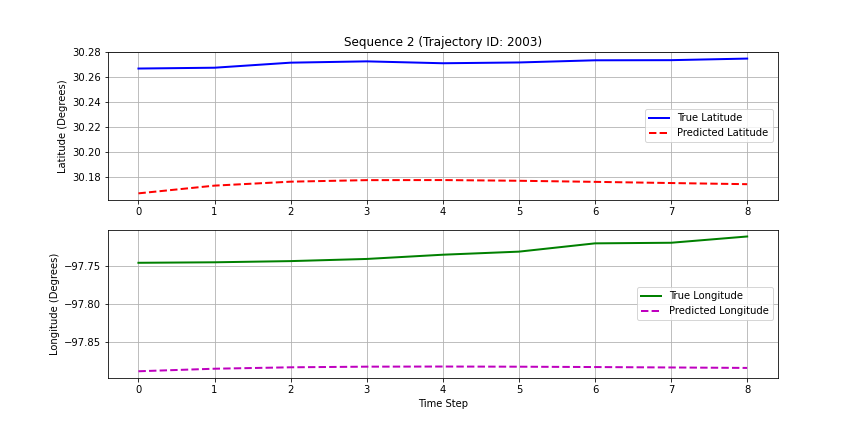 Sequence 2 (Trajectory ID: 2003)
Latitude (Degrees)
30.28
30.26
30.24
30.22
30.20
30.18
True Latitude
Predicted Latitude
0 1 2 3 4 5 6 7 8
Longitude (Degrees)
−97.75
−97.80
−97.85
True Longitude
Predicted Longitude
0 1 2 3 4 5 6 7 8
Time Step